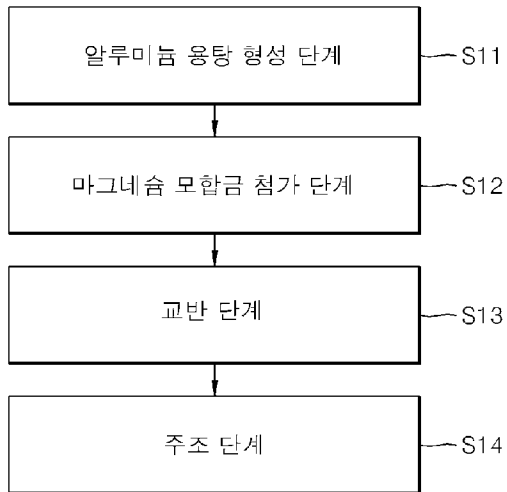 알루미늄 용탕 형성 단계 S11
마그네슘 모합금 첨가 단계 S12
교반 단계 S13
주조 단계 S14